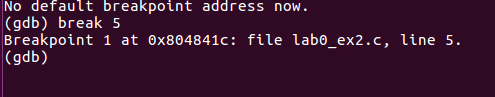 No default breakpoint address now.
(gdb) break 5
Breakpoint 1 at 0x804841c: file lab0_ex2.c, line 5.
(gdb)